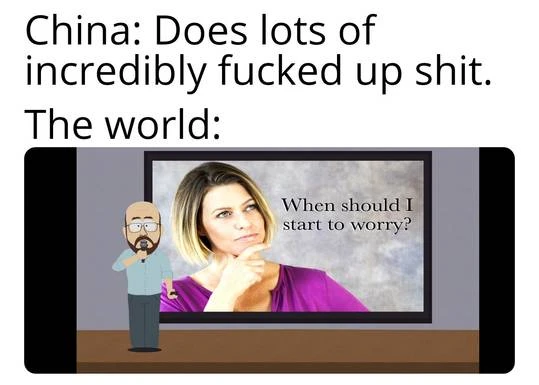 China: Does lots of
incredibly fucked up shit.
The world:
When should I
start to worry?